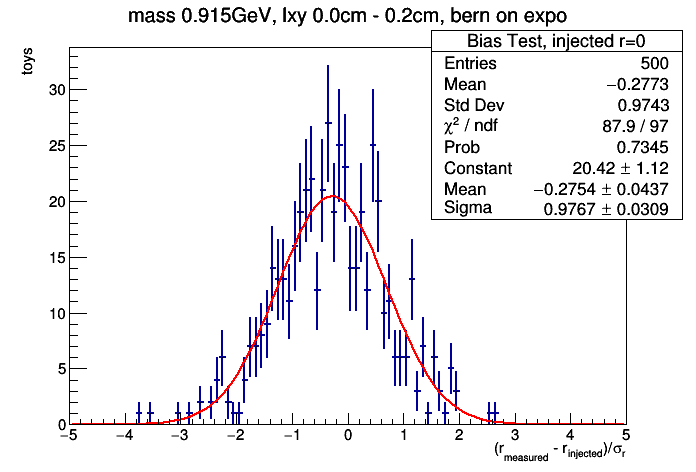 mass 0.915GeV, lxy 0.0cm - 0.2cm, bern on expo
toys
Bias Test, injected r=0
Entries 500
Mean −0.2773
Std Dev 0.9743
χ² / ndf 87.9 / 97
Prob 0.7345
Constant 20.42 ± 1.12
Mean −0.2754 ± 0.0437
Sigma 0.9767 ± 0.0309
30
25
20
15
10
5
0
−5 −4 −3 −2 −1 0 1 2 3 4 5
(r_measured - r_injected)/σ_r